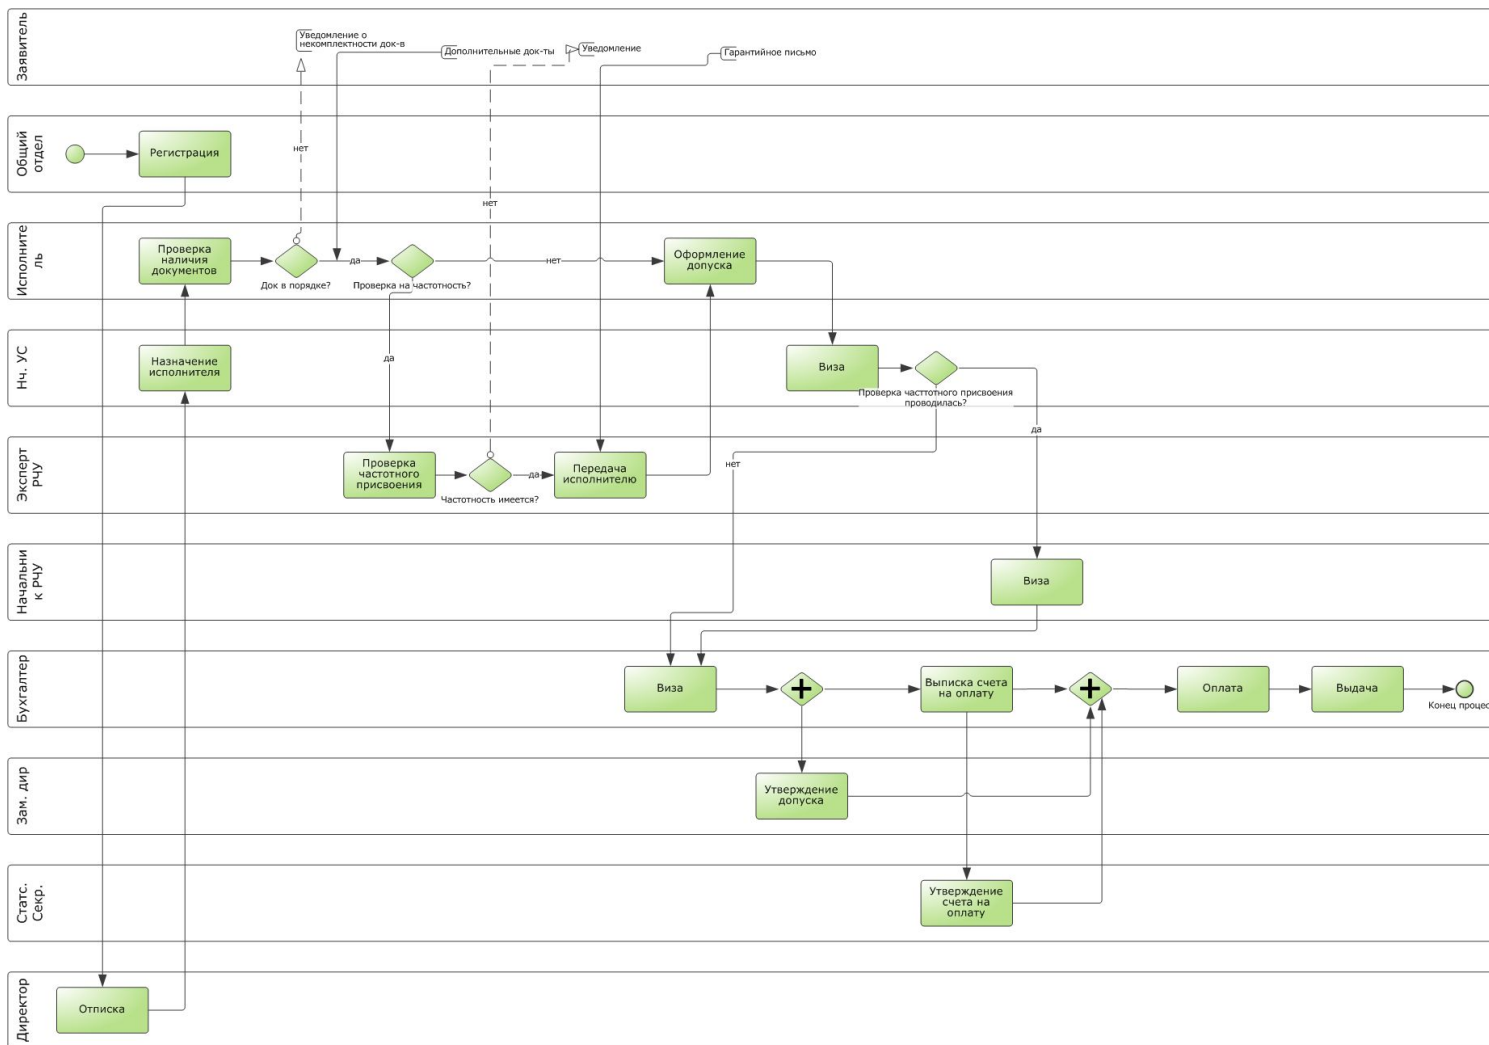 Заявитель
Уведомление о
некомплектности док-в
Дополнительные док-ты
Уведомление
Гарантийное письмо
Общий
отдел
Регистрация
нет
нет
Исполните
ль
Проверка
наличия
документов
Док в порядке?
да
Проверка на частотность?
нет
Оформление
допуска
Нч. УС
Назначение
исполнителя
да
Виза
Проверка часттотного присвоения
проводилась?
да
Эксперт
РЧУ
Проверка
частотного
присвоения
Частотность имеется?
да
Передача
исполнителю
нет
Начальни
к РЧУ
Виза
Бухгалтер
Виза
Выписка счета
на оплату
Оплата
Выдача
Конец процес
Зам. дир
Утверждение
допуска
Статс.
Секр.
Утверждение
счета на
оплату
Директор
Отписка